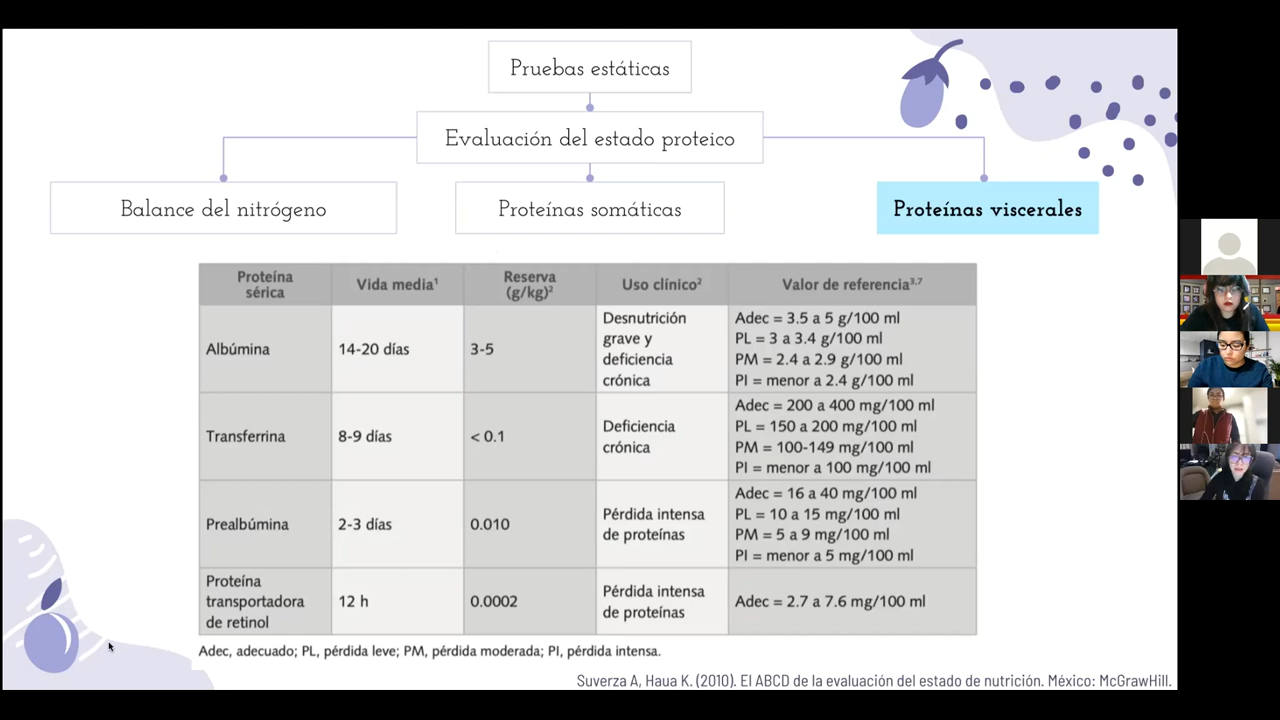 Pruebas estáticas
Evaluación del estado proteico
Balance del nitrógeno
Proteínas somáticas
Proteínas viscerales
Proteína
sérica
Vida media¹
Reserva
(g/kg)²
Uso clínico²
Valor de referencia³,⁷
Albúmina
14-20 días
3-5
Desnutrición
grave y
deficiencia
crónica
Adec = 3.5 a 5 g/100 ml
PL = 3 a 3.4 g/100 ml
PM = 2.4 a 2.9 g/100 ml
PI = menor a 2.4 g/100 ml
Transferrina
8-9 días
< 0.1
Deficiencia
crónica
Adec = 200 a 400 mg/100 ml
PL = 150 a 200 mg/100 ml
PM = 100-149 mg/100 ml
PI = menor a 100 mg/100 ml
Prealbúmina
2-3 días
0.010
Pérdida intensa
de proteínas
Adec = 16 a 40 mg/100 ml
PL = 10 a 15 mg/100 ml
PM = 5 a 9 mg/100 ml
PI = menor a 5 mg/100 ml
Proteína
transportadora
de retinol
12 h
0.0002
Pérdida intensa
de proteínas
Adec = 2.7 a 7.6 mg/100 ml
Adec, adecuado; PL, pérdida leve; PM, pérdida moderada; PI, pérdida intensa.
Suverza A, Haua K. (2010). El ABCD de la evaluación del estado de nutrición. México: McGrawHill.